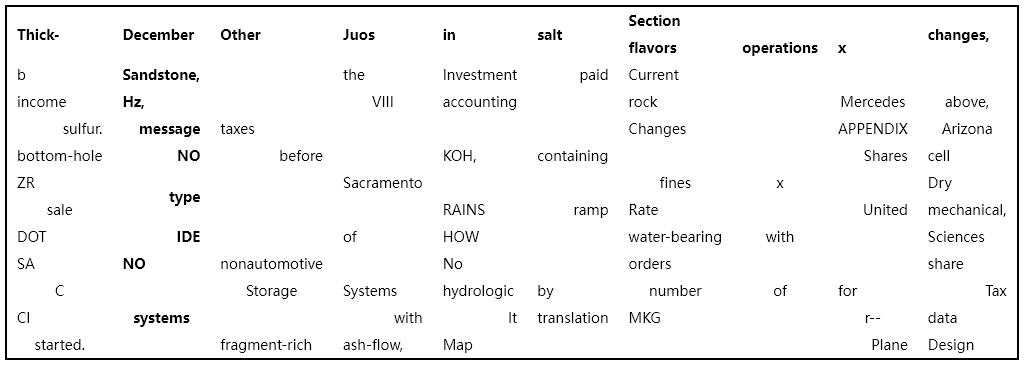 Thick- December Other Juos in salt Section flavors operations x changes,
b Sandstone, the Investment paid Current
income Hz, VIII accounting rock Mercedes above,
sulfur. message taxes Changes APPENDIX Arizona
bottom-hole NO before KOH, containing Shares cell
ZR type Sacramento fines x Dry
sale RAINS ramp Rate United mechanical,
DOT IDE of HOW water-bearing with Sciences
SA NO nonautomotive No orders share
C Storage Systems hydrologic by number of for Tax
CI systems with It translation MKG r-- data
started. fragment-rich ash-flow, Map Plane Design